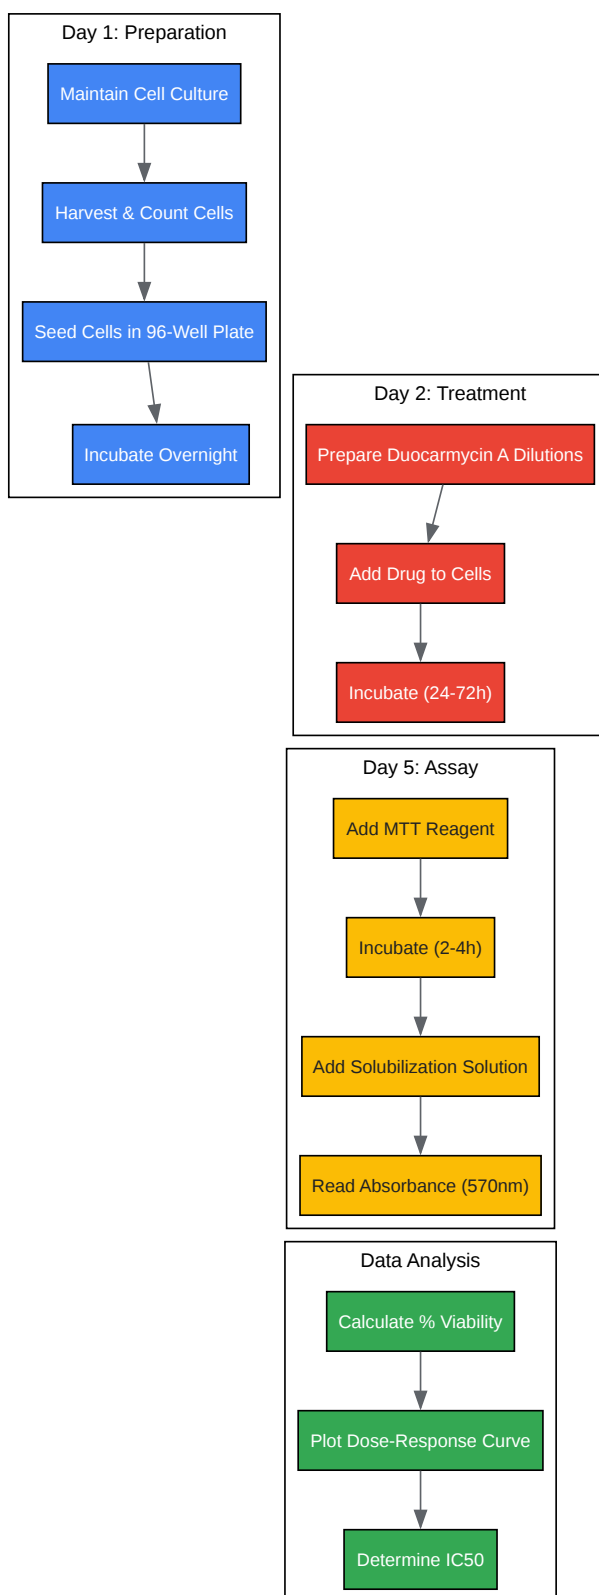 Day 1: Preparation
Maintain Cell Culture
Harvest & Count Cells
Seed Cells in 96-Well Plate
Incubate Overnight
Day 2: Treatment
Prepare Duocarmycin A Dilutions
Add Drug to Cells
Incubate (24-72h)
Day 5: Assay
Add MTT Reagent
Incubate (2-4h)
Add Solubilization Solution
Read Absorbance (570nm)
Data Analysis
Calculate % Viability
Plot Dose-Response Curve
Determine IC50